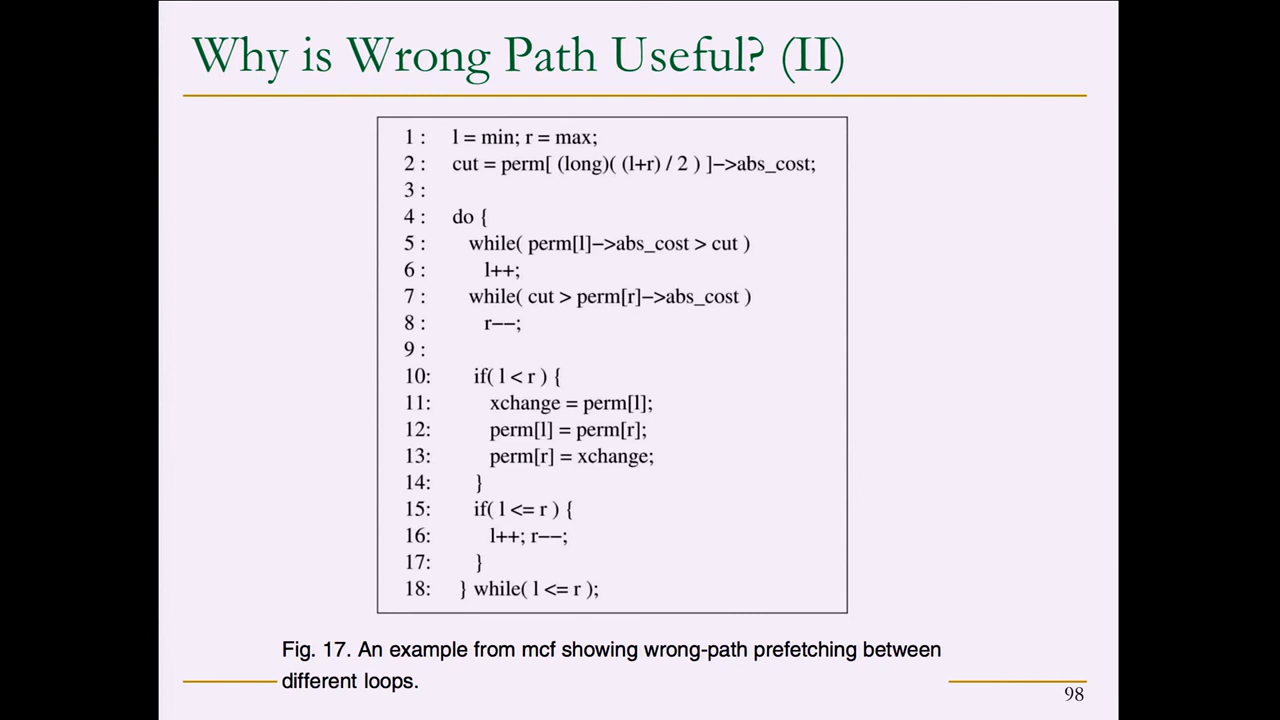 Why is Wrong Path Useful? (II)
1 : l = min; r = max;
2 : cut = perm[ (long)( (l+r) / 2 ) ]−>abs_cost;
3 :
4 : do {
5 : while( perm[l]−>abs_cost > cut )
6 : l++;
7 : while( cut > perm[r]−>abs_cost )
8 : r−−;
9 :
10: if( l < r ) {
11: xchange = perm[l];
12: perm[l] = perm[r];
13: perm[r] = xchange;
14: }
15: if( l <= r ) {
16: l++; r−−;
17: }
18: } while( l <= r );
Fig. 17. An example from mcf showing wrong-path prefetching between
different loops.
98